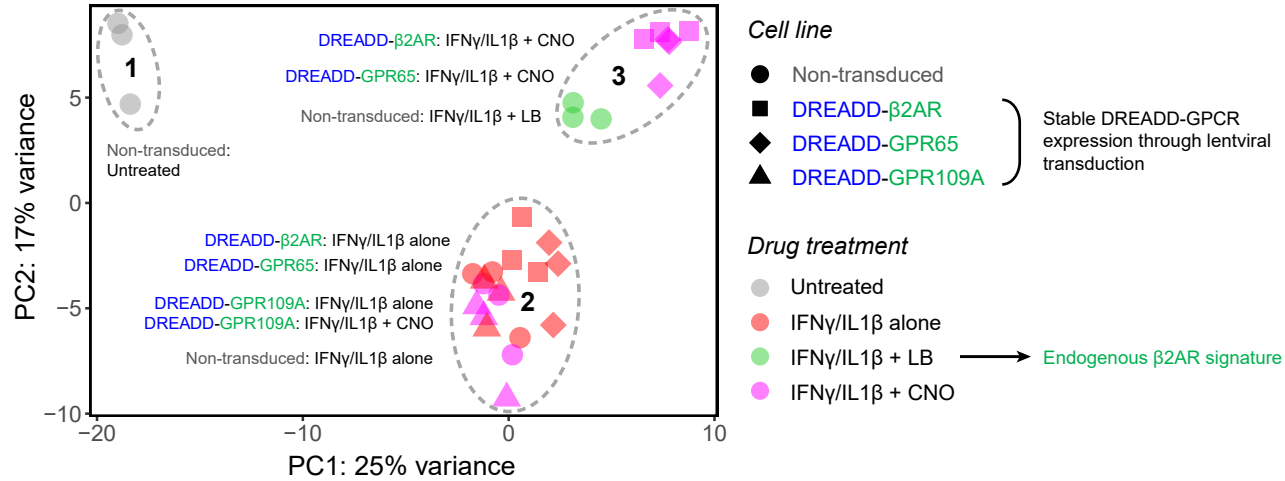 DREADD-β2AR: IFNγ/IL1β + CNO
DREADD-GPR65: IFNγ/IL1β + CNO
Non-transduced: IFNγ/IL1β + LB
1
3
Non-transduced:
Untreated
DREADD-β2AR: IFNγ/IL1β alone
DREADD-GPR65: IFNγ/IL1β alone
DREADD-GPR109A: IFNγ/IL1β alone
DREADD-GPR109A: IFNγ/IL1β + CNO
Non-transduced: IFNγ/IL1β alone
2
PC2: 17% variance
5
0
−5
−10
−20
−10
0
10
PC1: 25% variance
Cell line
Non-transduced
DREADD-β2AR
DREADD-GPR65
DREADD-GPR109A
Stable DREADD-GPCR
expression through lentviral
transduction
Drug treatment
Untreated
IFNγ/IL1β alone
IFNγ/IL1β + LB
Endogenous β2AR signature
IFNγ/IL1β + CNO